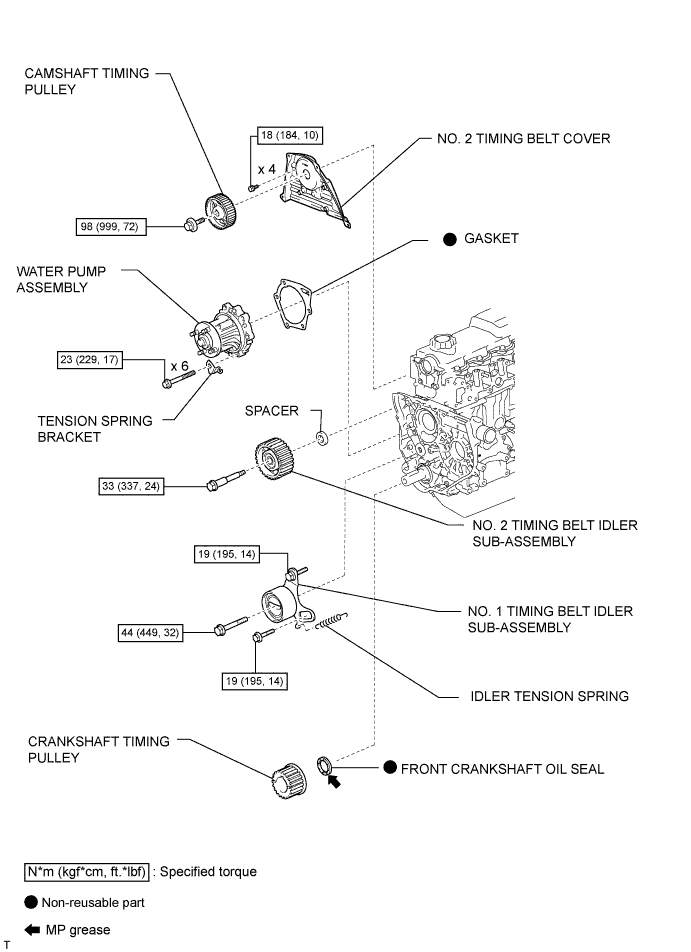 CAMSHAFT TIMING
PULLEY
18 (184, 10)
x 4
NO. 2 TIMING BELT COVER
98 (999, 72)
GASKET
WATER PUMP
ASSEMBLY
23 (229, 17)
x 6
TENSION SPRING
BRACKET
SPACER
33 (337, 24)
NO. 2 TIMING BELT IDLER
SUB-ASSEMBLY
19 (195, 14)
NO. 1 TIMING BELT IDLER
SUB-ASSEMBLY
44 (449, 32)
19 (195, 14)
IDLER TENSION SPRING
CRANKSHAFT TIMING
PULLEY
FRONT CRANKSHAFT OIL SEAL
N*m (kgf*cm, ft.*lbf) : Specified torque
Non-reusable part
MP grease
T